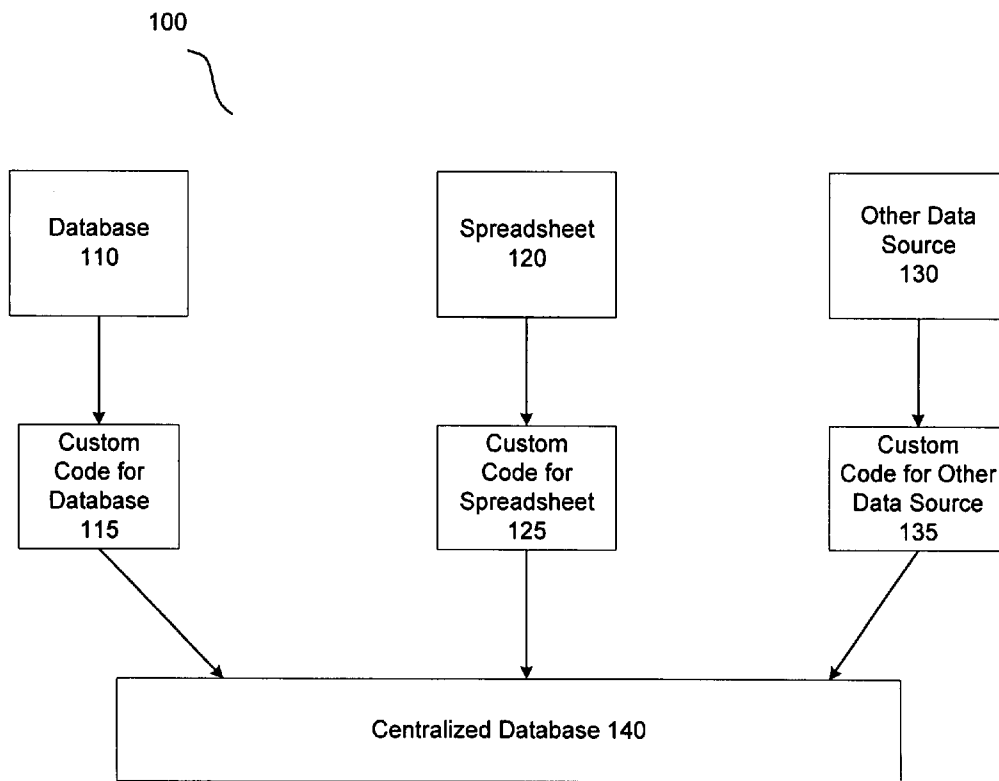 100
Database
110
Spreadsheet
120
Other Data
Source
130
Custom
Code for
Database
115
Custom
Code for
Spreadsheet
125
Custom
Code for Other
Data Source
135
Centralized Database 140